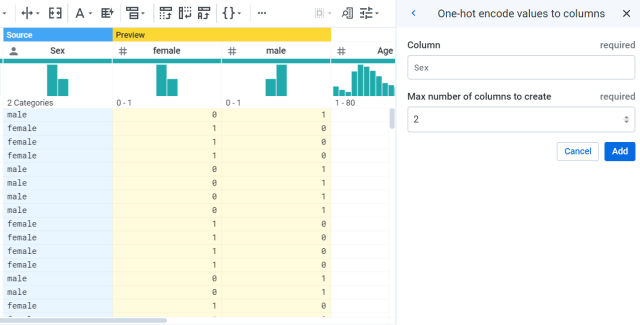 One-hot encode values to columns
Source Preview
Sex female male Age
2 Categories 0 - 1 0 - 1 1 - 80
male 0 1
female 1 0
female 1 0
female 1 0
male 0 1
male 0 1
male 0 1
male 0 1
female 1 0
female 1 0
female 1 0
female 1 0
male 0 1
male 0 1
female 1 0
Column required
Sex
Max number of columns to create required
2
Cancel Add